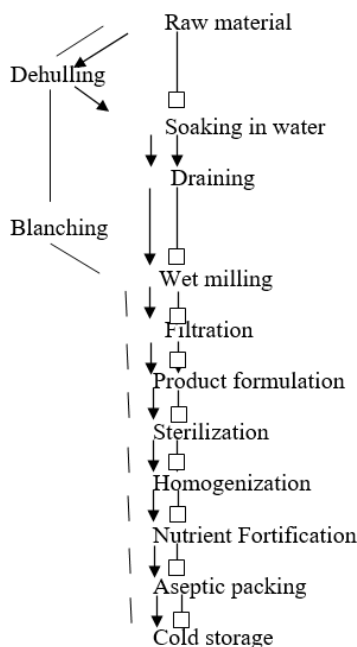 Raw material
Dehulling
Soaking in water
Draining
Blanching
Wet milling
Filtration
Product formulation
Sterilization
Homogenization
Nutrient Fortification
Aseptic packing
Cold storage